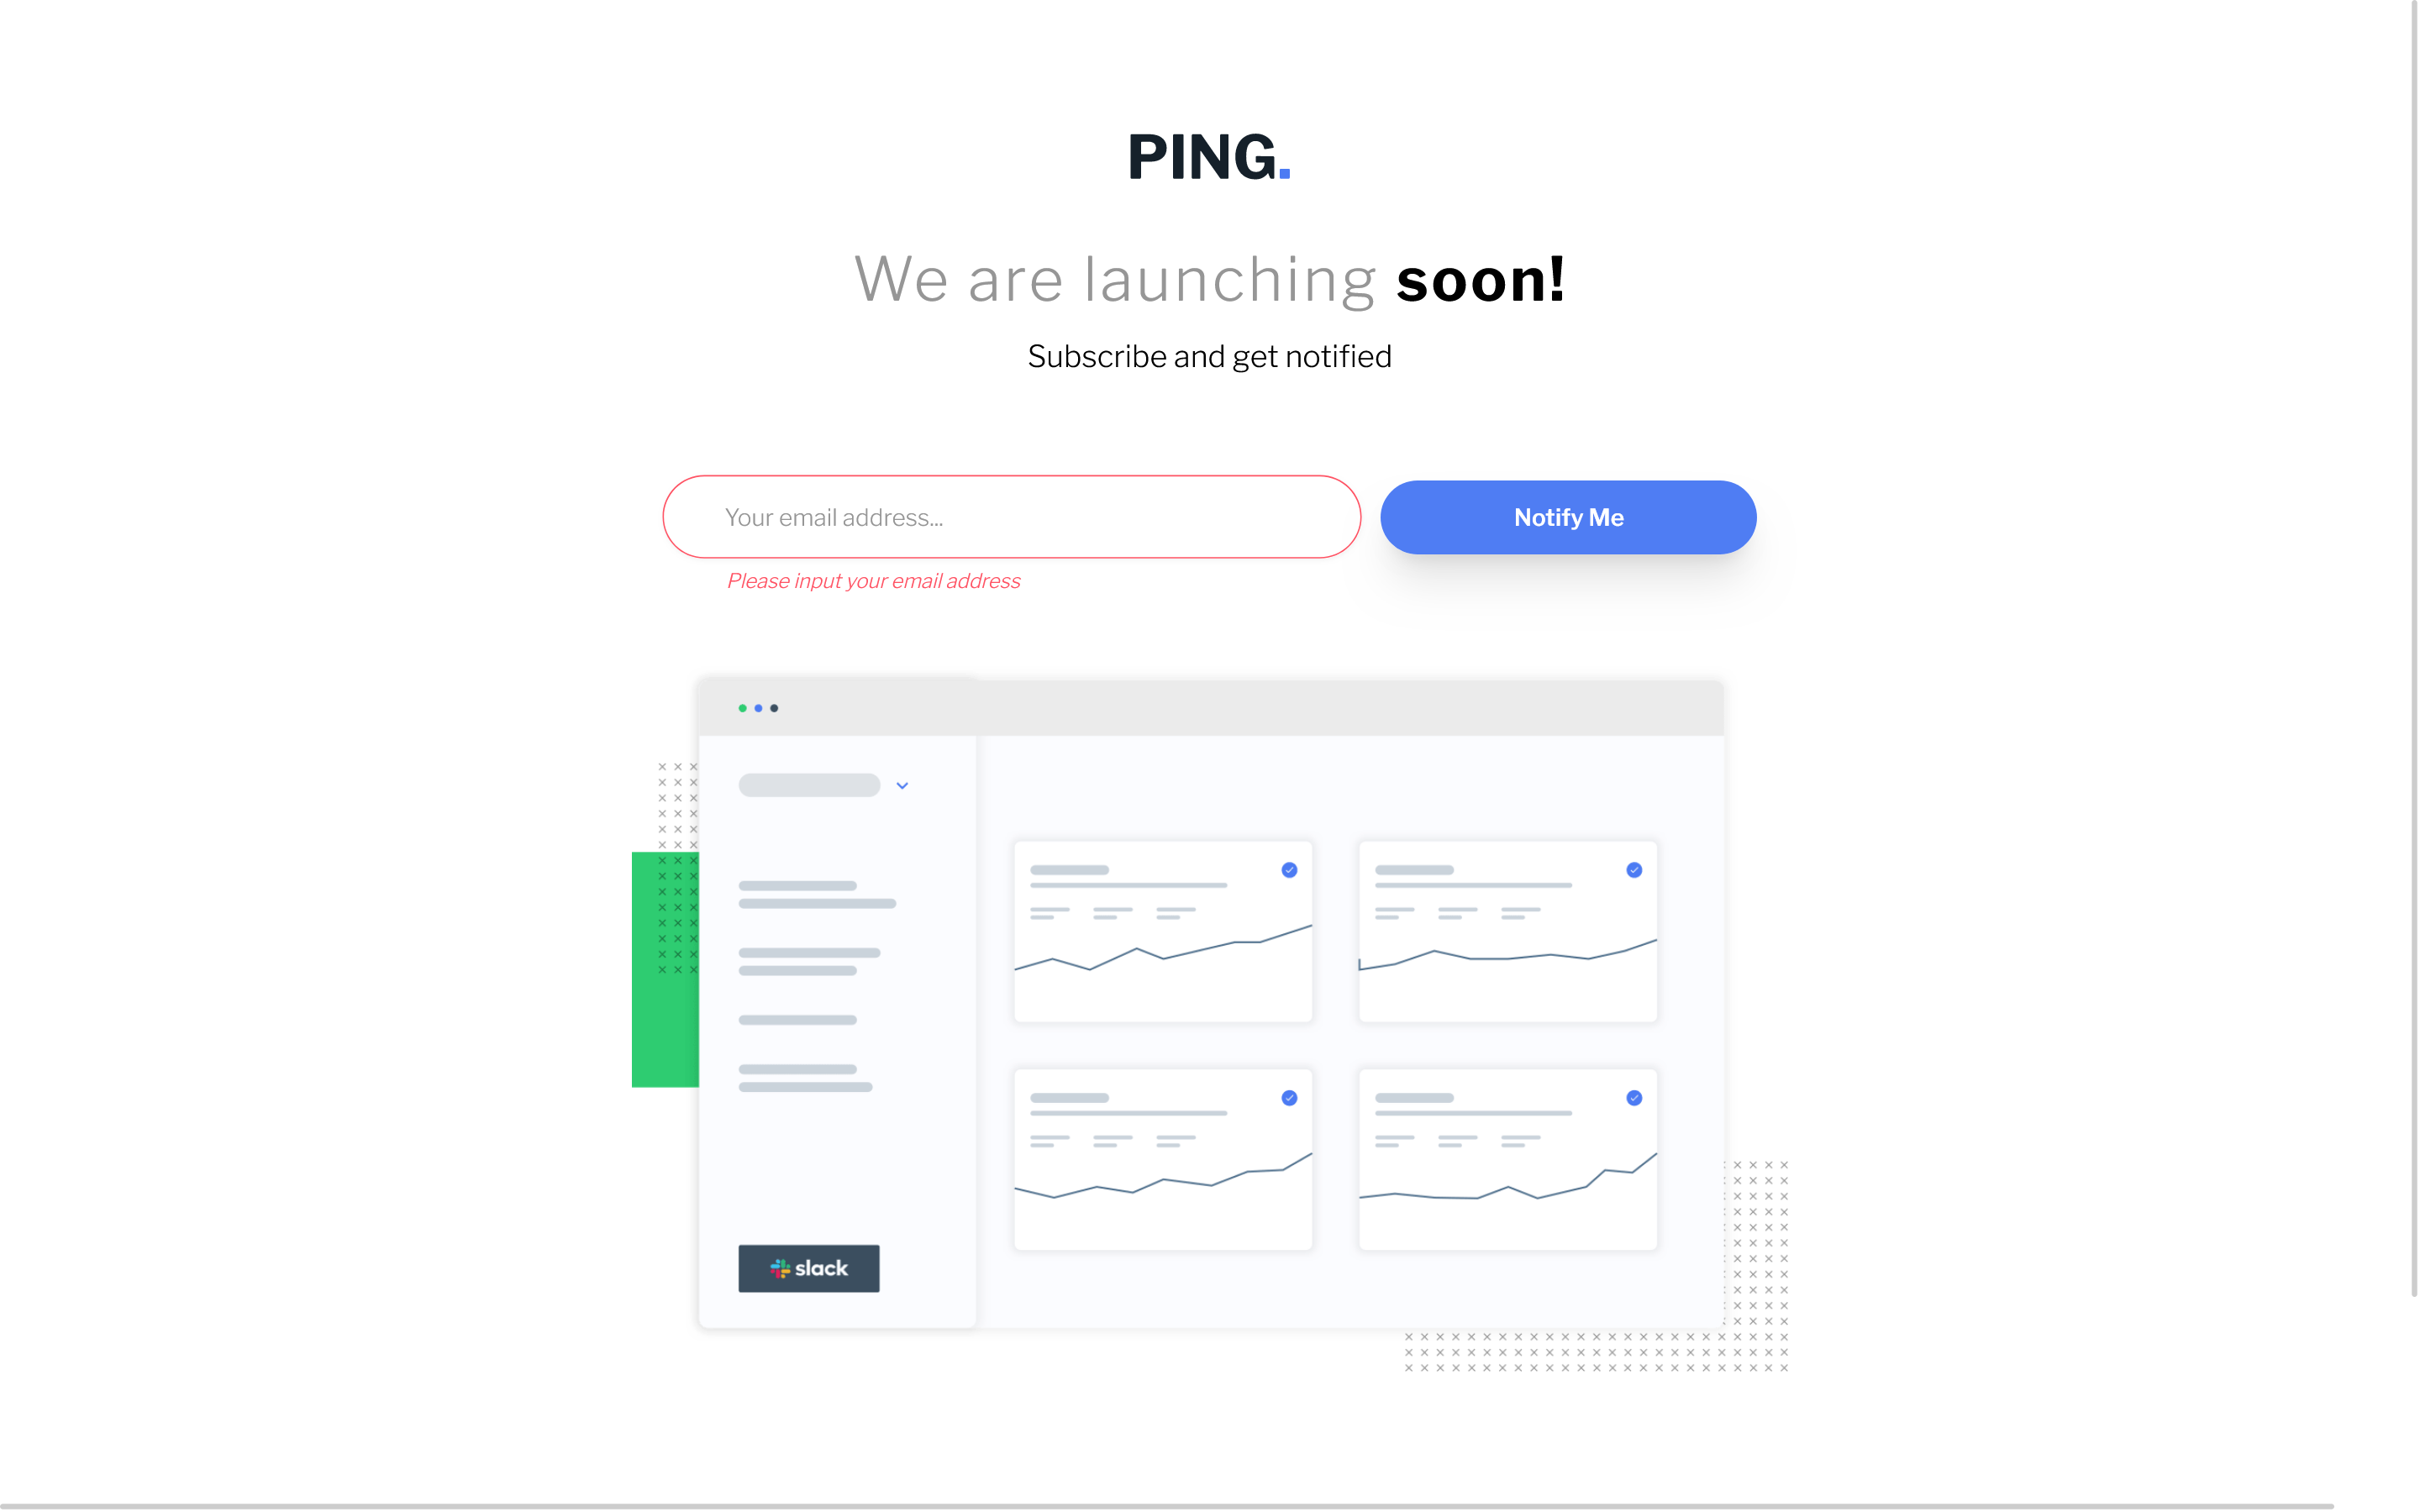 PING.
We are launching soon!
Subscribe and get notified
Your email address...
Notify Me
Please input your email address
slack